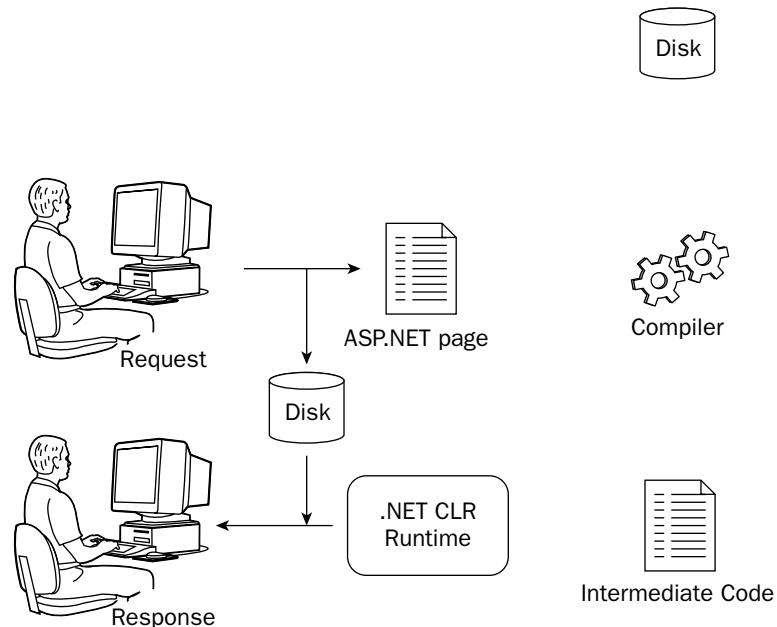 Disk
Request
ASP.NET page
Compiler
Disk
.NET CLR
Runtime
Response
Intermediate Code